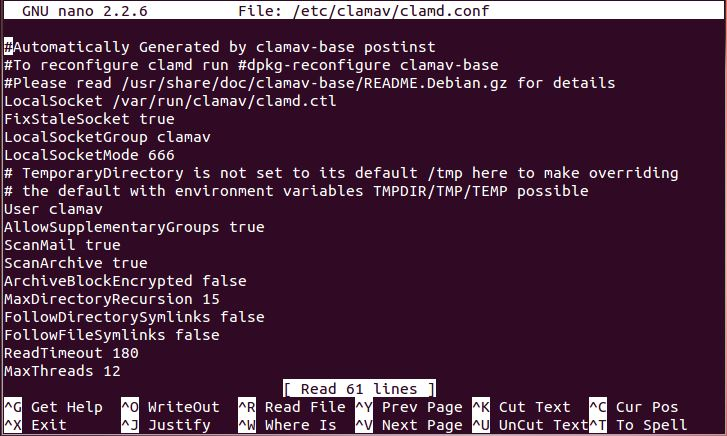 GNU nano 2.2.6 File: /etc/clamav/clamd.conf
#Automatically Generated by clamav-base postinst
#To reconfigure clamd run #dpkg-reconfigure clamav-base
#Please read /usr/share/doc/clamav-base/README.Debian.gz for details
LocalSocket /var/run/clamav/clamd.ctl
FixStaleSocket true
LocalSocketGroup clamav
LocalSocketMode 666
# TemporaryDirectory is not set to its default /tmp here to make overriding
# the default with environment variables TMPDIR/TMP/TEMP possible
User clamav
AllowSupplementaryGroups true
ScanMail true
ScanArchive true
ArchiveBlockEncrypted false
MaxDirectoryRecursion 15
FollowDirectorySymlinks false
FollowFileSymlinks false
ReadTimeout 180
MaxThreads 12
[ Read 61 lines ]
^G Get Help ^O WriteOut ^R Read File ^Y Prev Page ^K Cut Text ^C Cur Pos
^X Exit ^J Justify ^W Where Is ^V Next Page ^U UnCut Text ^T To Spell